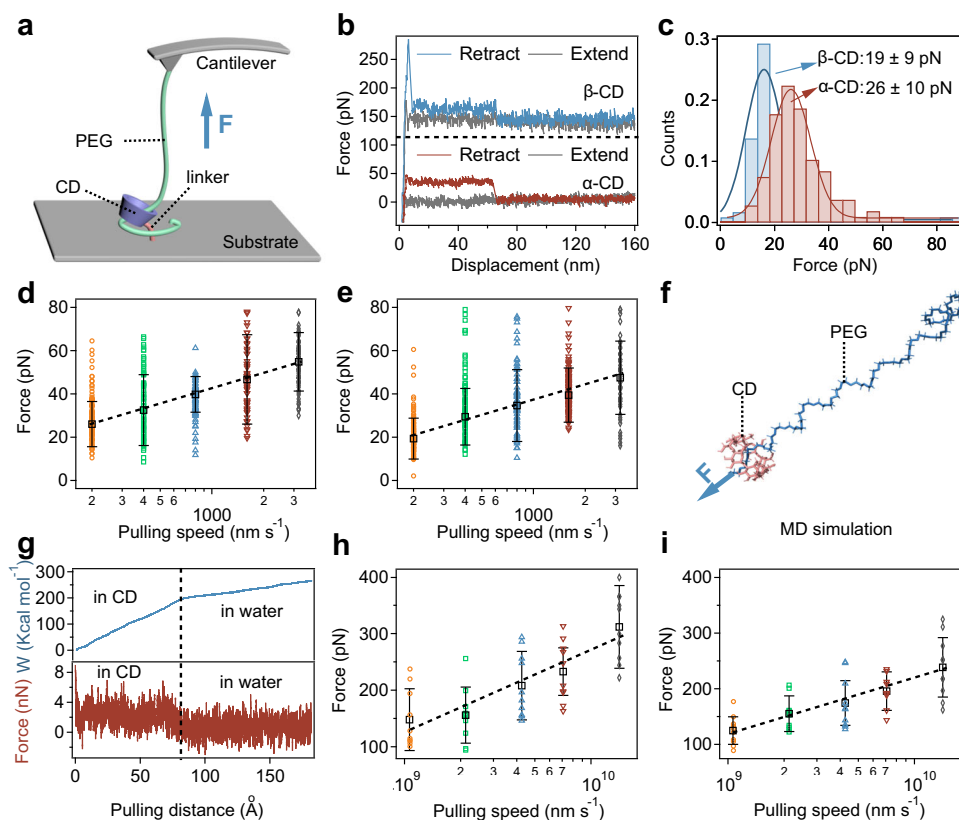 a
Cantilever
F
PEG
CD
linker
Substrate
b
Force (pN)
250
200
150
100
50
0
Retract
Extend
β-CD
Retract
Extend
α-CD
0
40
80
120
160
Displacement (nm)
c
Counts
0.3
0.2
0.1
0.0
β-CD:19 ± 9 pN
α-CD:26 ± 10 pN
0
20
40
60
80
Force (pN)
d
Force (pN)
80
60
40
20
0
2 3 4 5 6 1000 2 3
Pulling speed (nm s⁻¹)
e
Force (pN)
80
60
40
20
0
2 3 4 5 6 1000 2 3
Pulling speed (nm s⁻¹)
f
PEG
CD
F
MD simulation
g
W (Kcal mol⁻¹)
300
200
100
0
in CD
in water
Force (nN)
8
4
0
in CD
in water
0 50 100 150
Pulling distance (Å)
h
Force (pN)
400
300
200
100
10⁹ 2 3 4 5 6 7 10¹⁰
Pulling speed (nm s⁻¹)
i
Force (pN)
400
300
200
100
10⁹ 2 3 4 5 6 7 10¹⁰
Pulling speed (nm s⁻¹)